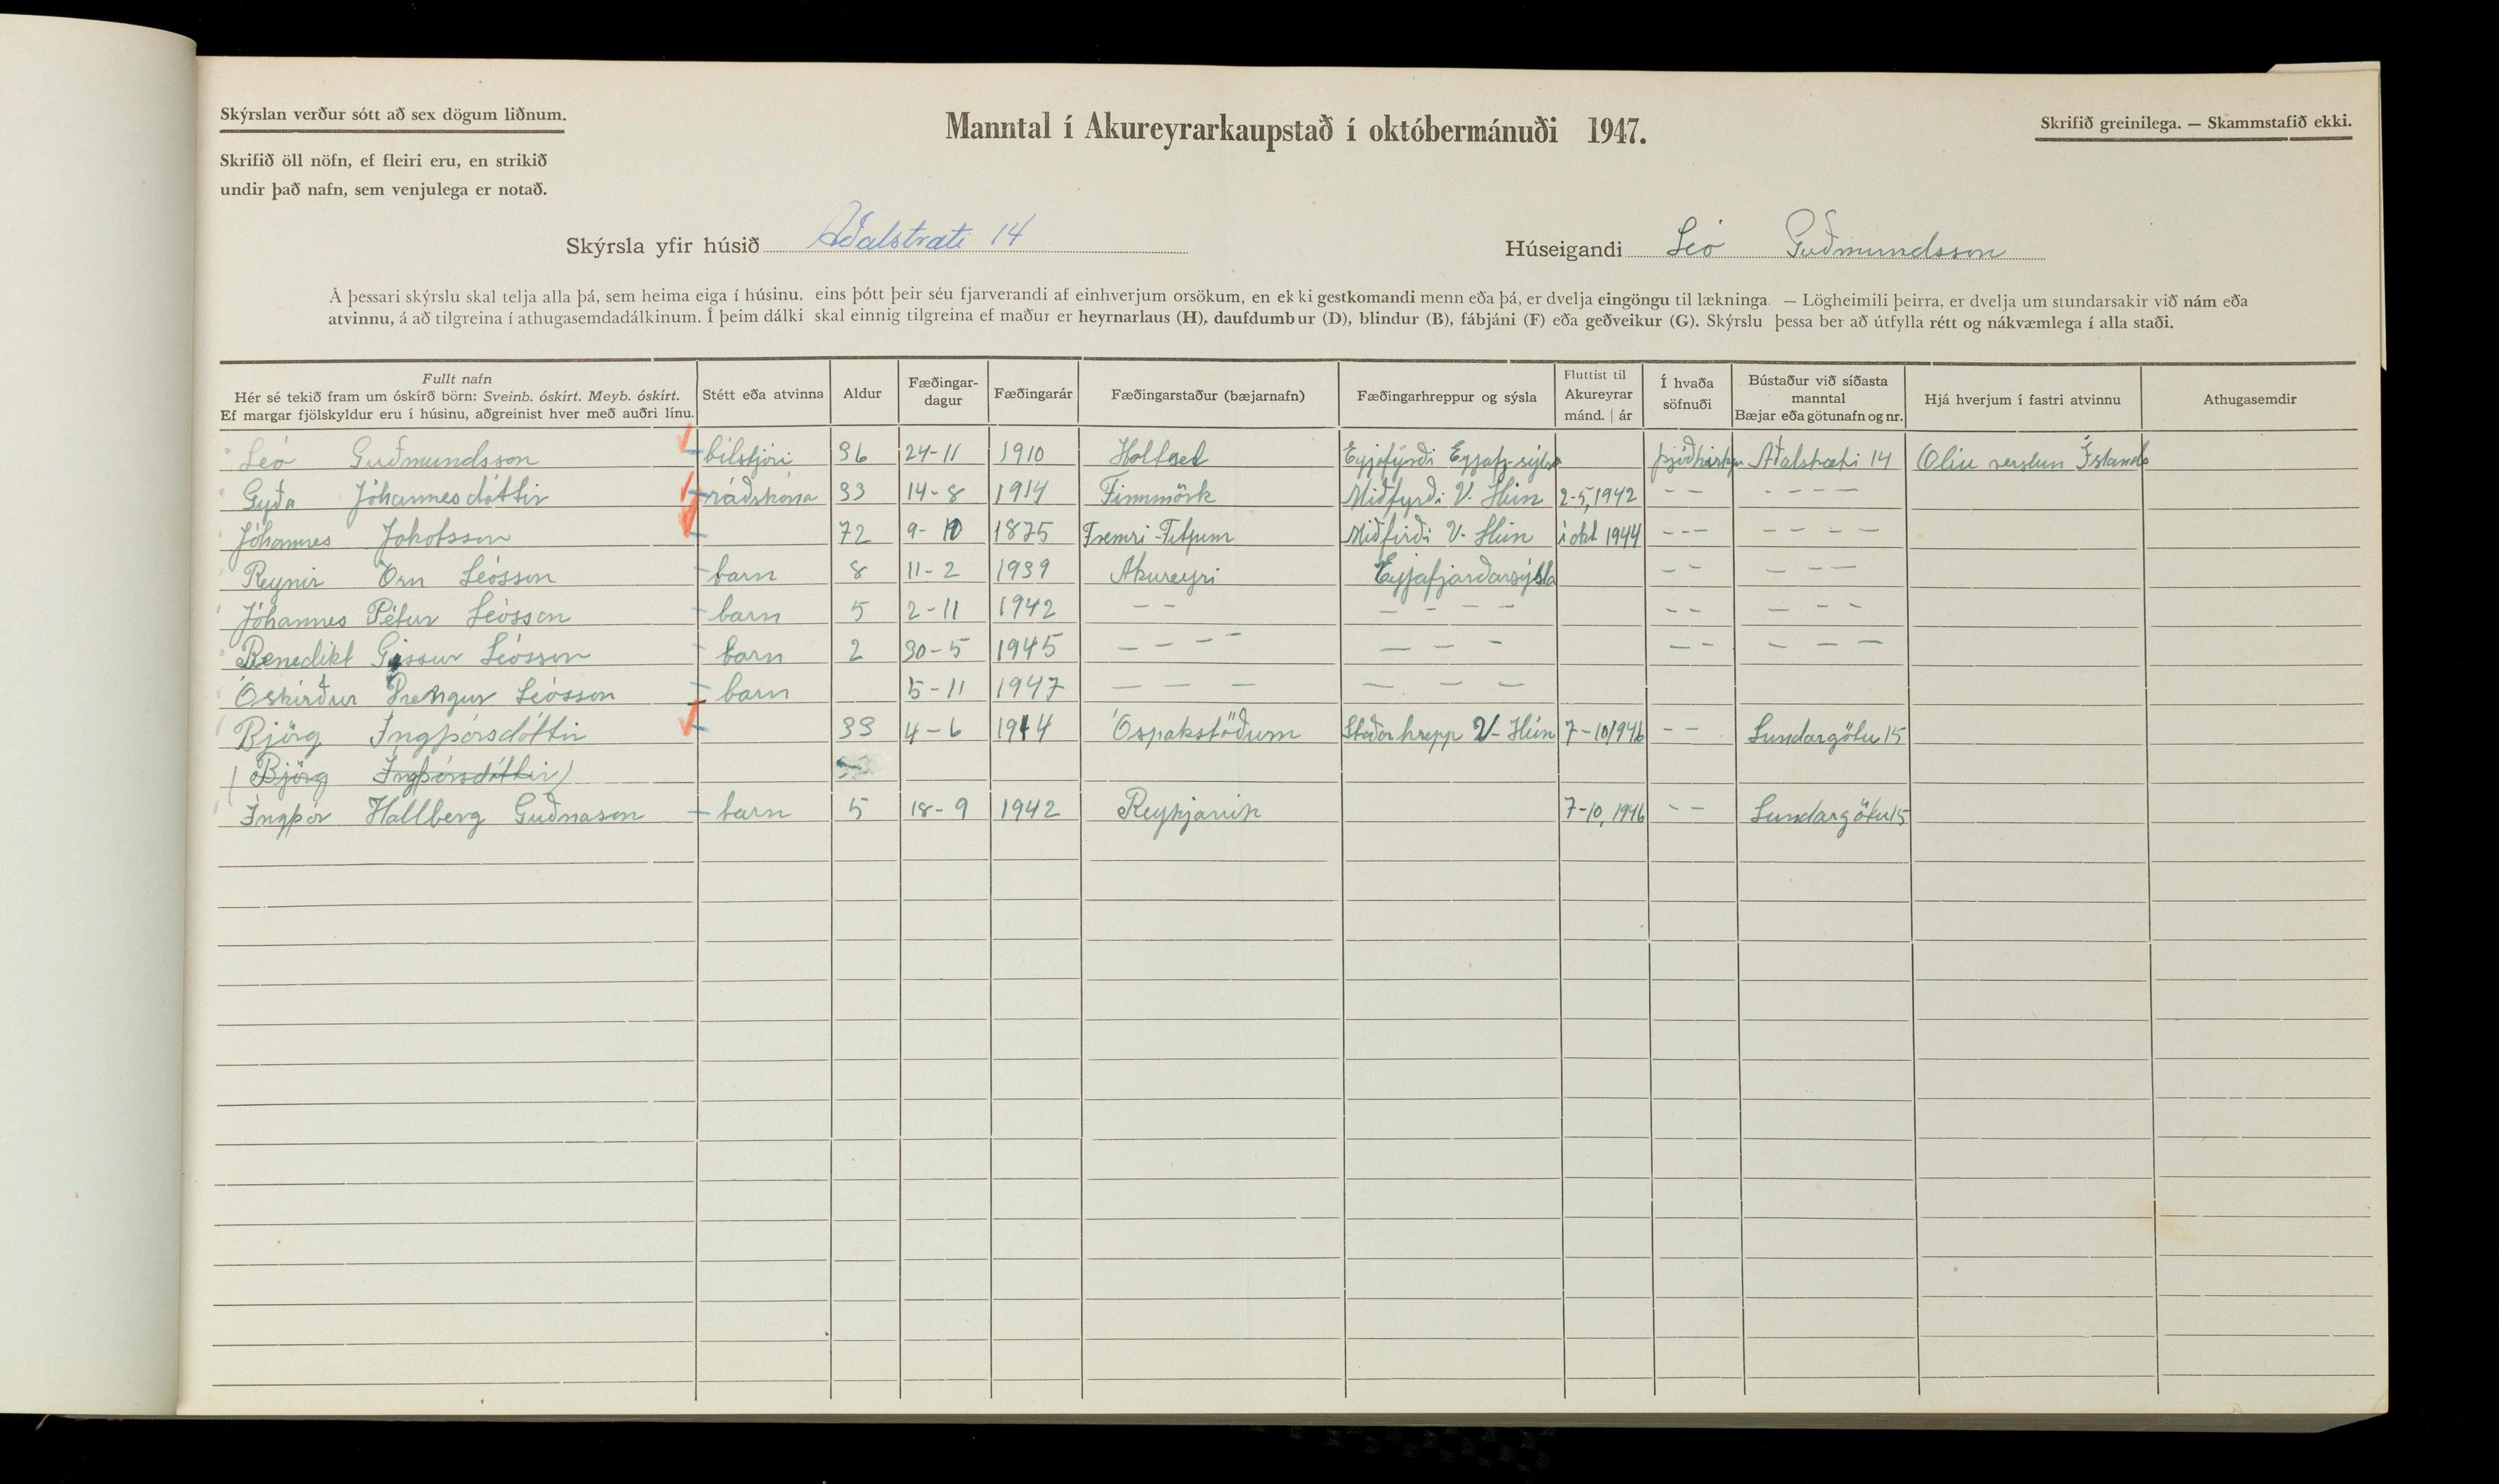 Skýrslan verður sótt að sex dögum liðnum.
Skrifið öll nöfn, ef fleiri eru, en strikið
undir það nafn, sem venjulega er notað.
Manntal í Akureyrarkaupstað í októbermánuði 1947.
Skrifið greinilega. — Skammstafið ekki.
Skýrsla yfir húsið Aðalstræti 14
Húseigandi Leó Guðmundsson
Á þessari skýrslu skal telja alla þá, sem heima eiga í húsinu, eins þótt þeir séu fjarverandi af einhverjum orsökum, en ekki gestkomandi menn eða þá, er dvelja eingöngu til lækninga. — Lögheimili þeirra, er dvelja um stundarsakir við nám eða
atvinnu, á að tilgreina í athugasemdadálkinum. Í þeim dálki skal einnig tilgreina ef maður er heyrnarlaus (H), daufdumbur (D), blindur (B), fábjáni (F) eða geðveikur (G). Skýrslu þessa ber að útfylla rétt og nákvæmlega í alla staði.
Fullt nafn
Hér sé tekið fram um óskírð börn: Sveinb. óskírt. Meyb. óskírt.
Ef margar fjölskyldur eru í húsinu, aðgreinist hver með auðri línu.
Stétt eða atvinna
Aldur
Fæðingar-
dagur
Fæðingarár
Fæðingarstaður (bæjarnafn)
Fæðingarhreppur og sýsla
Fluttist til
Akureyrar
mánd. | ár
Í hvaða
söfnuði
Bústaður við síðasta
manntal
Bæjar eða götunafn og nr.
Hjá hverjum í fastri atvinnu
Athugasemdir
Leó Guðmundsson bílstjóri 36 24-11 1910 Holtsel Eyjafyrði Eyjafj-sýsla þjóðkirkju Aðalstræti 14 Olíu verslun Íslands
Gyða Jóhannesdóttir ráðskona 33 14-8 1914 Finnmörk Miðfyrði V. Hún 2-5, 1942 - - - - - -
Jóhannes Jakobsson 72 9-10 1875 Fremri-Fitjum Miðfirði V- Hún í okt 1944 - - - - - - -
Reynir Örn Leósson barn 8 11-2 1939 Akureyri Eyjafjarðarsýsla - - - - -
Jóhannes Pétur Leósson barn 5 2-11 1942 - - - - - - - - - - -
Benedikt Gissur Leósson barn 2 30-5 1945 - - - - - - - - - - - - -
Óskírður Drengur Leósson barn 5-11 1947 - - - - - -
Björg Ingþórsdóttir 33 4-6 1914 Óspakstöðum Staðarhrepp V- Hún 7-10 1946 - - Lundargötu 15
(Björg Ingþórsdóttir)
Ingþór Hallberg Guðnason barn 5 18-9 1942 Reykjavík 7-10, 1946 - - Lundargötu 15